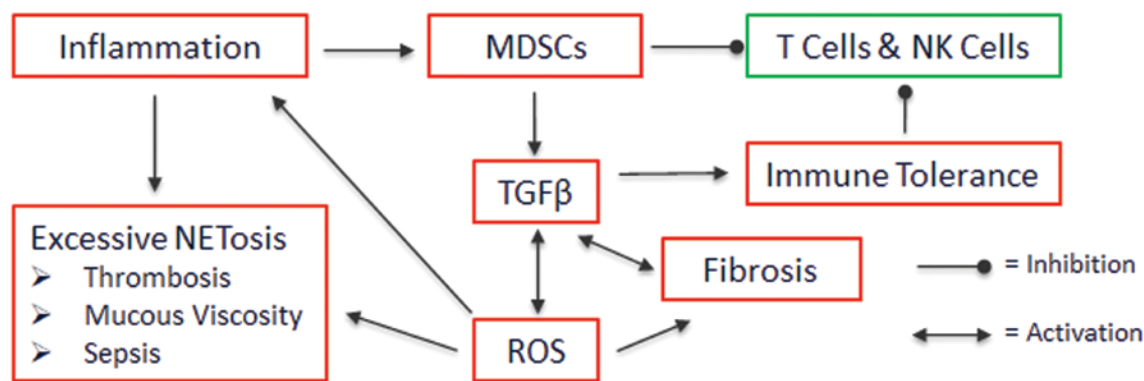 Inflammation
MDSCs
T Cells & NK Cells
TGFβ
Immune Tolerance
Excessive NETosis
➢ Thrombosis
➢ Mucous Viscosity
➢ Sepsis
Fibrosis
ROS
= Inhibition
= Activation